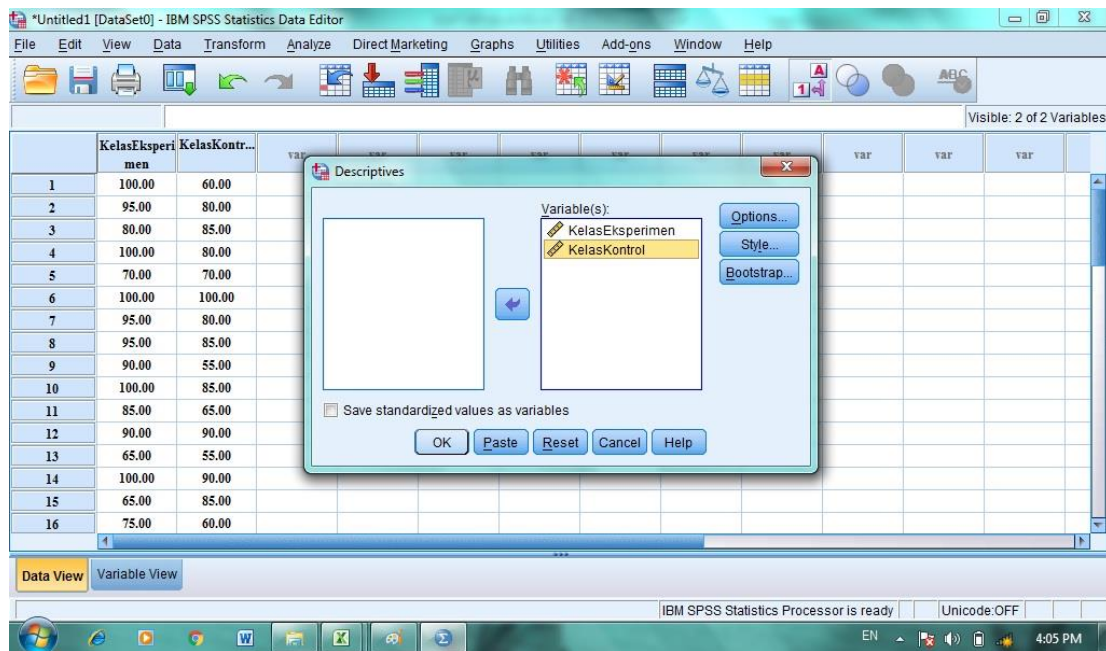 *Untitled1 [DataSet0] - IBM SPSS Statistics Data Editor
File Edit View Data Transform Analyze Direct Marketing Graphs Utilities Add-ons Window Help
Visible: 2 of 2 Variables
KelasEksperimen KelasKontr... var var var var var var var var var var
1 100.00 60.00
2 95.00 80.00
3 80.00 85.00
4 100.00 80.00
5 70.00 70.00
6 100.00 100.00
7 95.00 80.00
8 95.00 85.00
9 90.00 55.00
10 100.00 85.00
11 85.00 65.00
12 90.00 90.00
13 65.00 55.00
14 100.00 90.00
15 65.00 85.00
16 75.00 60.00
Descriptives
Variable(s):
KelasEksperimen
KelasKontrol
Options...
Style...
Bootstrap...
Save standardized values as variables
OK Paste Reset Cancel Help
Data View Variable View
IBM SPSS Statistics Processor is ready Unicode:OFF
EN 4:05 PM